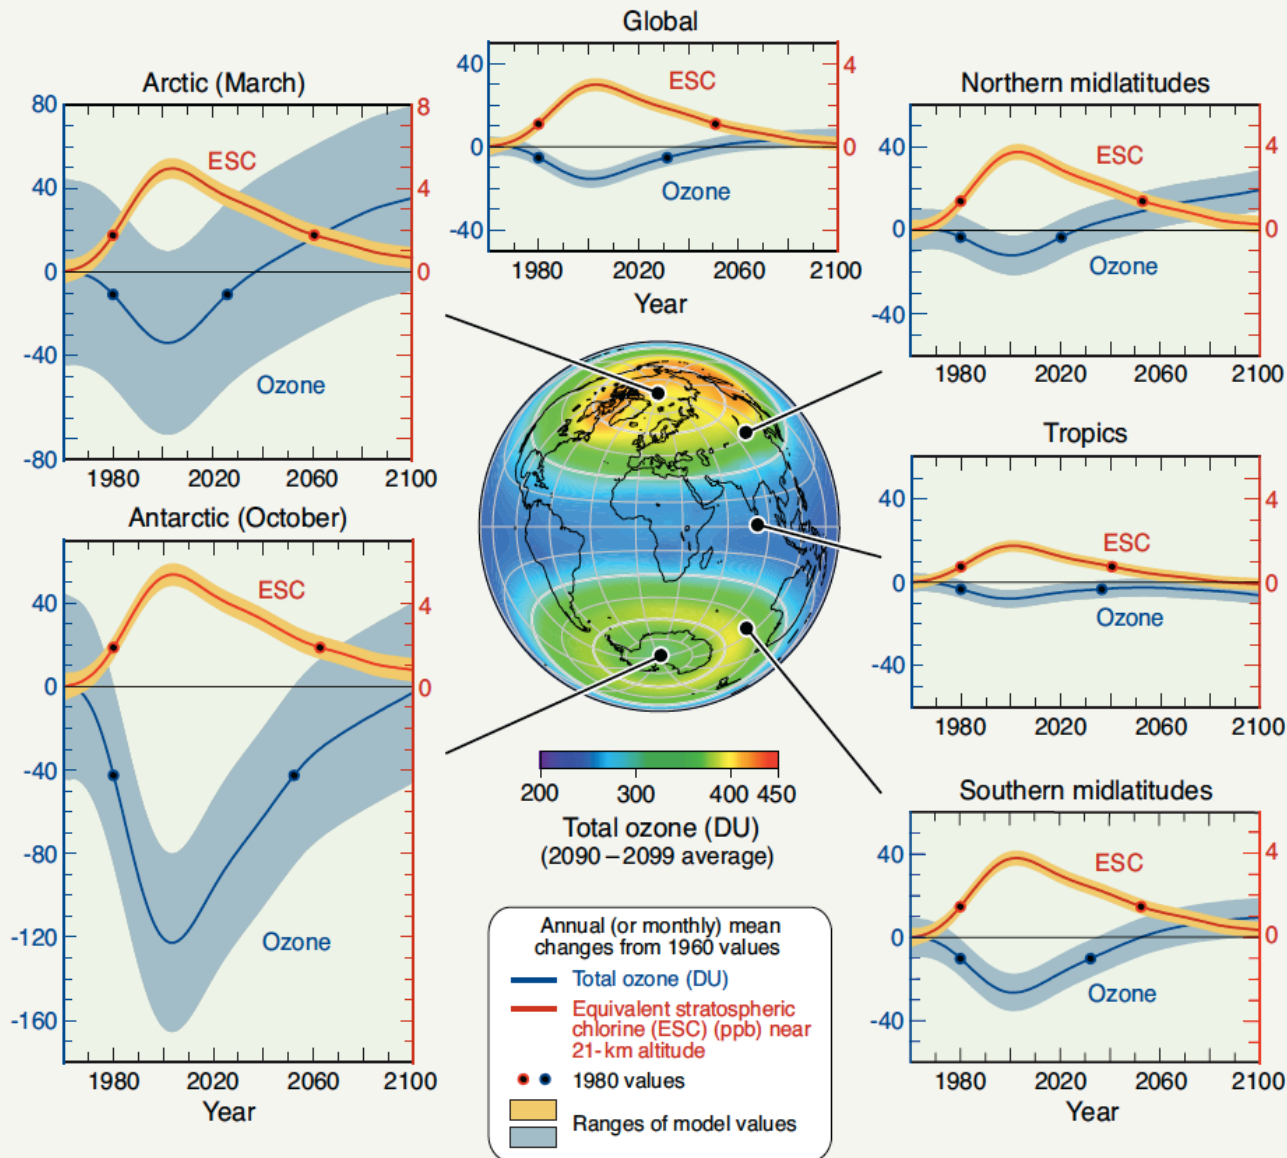 Global
40
0
-40
4
0
ESC
Ozone
1980 2020 2060 2100
Year
Arctic (March)
80
40
0
-40
-80
8
4
0
ESC
Ozone
1980 2020 2060 2100
Northern midlatitudes
40
0
-40
4
0
ESC
Ozone
1980 2020 2060 2100
Tropics
40
0
-40
4
0
ESC
Ozone
1980 2020 2060 2100
Antarctic (October)
40
0
-40
-80
-120
-160
4
0
ESC
Ozone
1980 2020 2060 2100
Year
200 300 400 450
Total ozone (DU)
(2090–2099 average)
Southern midlatitudes
40
0
-40
4
0
ESC
Ozone
1980 2020 2060 2100
Year
Annual (or monthly) mean
changes from 1960 values
Total ozone (DU)
Equivalent stratospheric
chlorine (ESC) (ppb) near
21-km altitude
1980 values
Ranges of model values